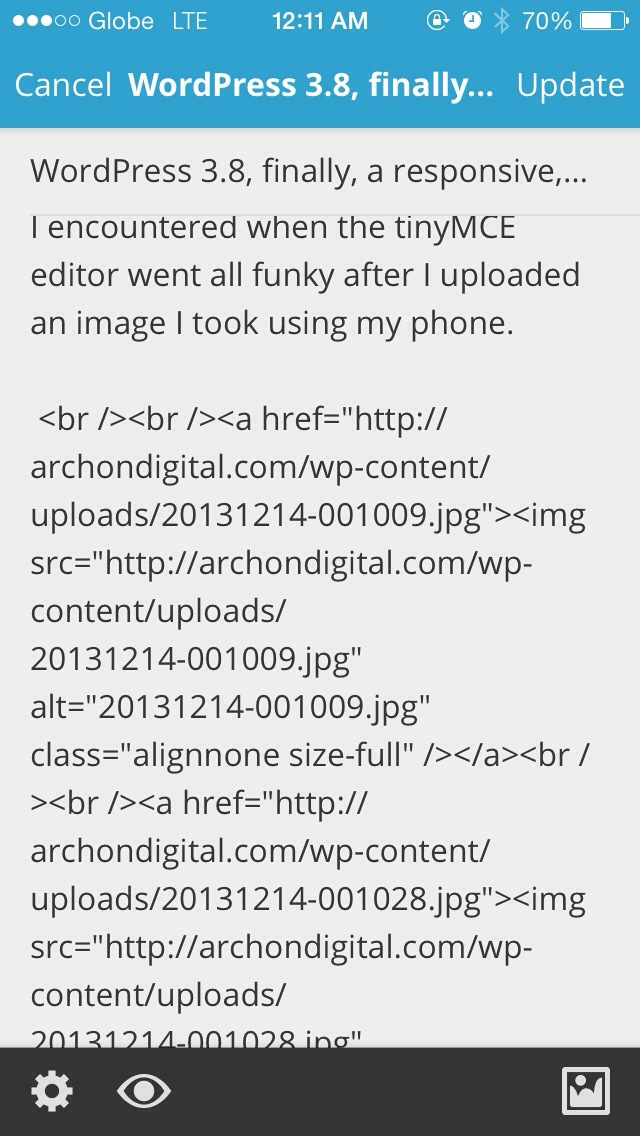 Globe LTE 12:11 AM 70%
Cancel WordPress 3.8, finally... Update
WordPress 3.8, finally, a responsive,...
I encountered when the tinyMCE
editor went all funky after I uploaded
an image I took using my phone.
<br /><br /><a href="http://
archondigital.com/wp-content/
uploads/20131214-001009.jpg"><img
src="http://archondigital.com/wp-
content/uploads/
20131214-001009.jpg"
alt="20131214-001009.jpg"
class="alignnone size-full" /></a><br /
><br /><a href="http://
archondigital.com/wp-content/
uploads/20131214-001028.jpg"><img
src="http://archondigital.com/wp-
content/uploads/
20131214-001028.jpg"